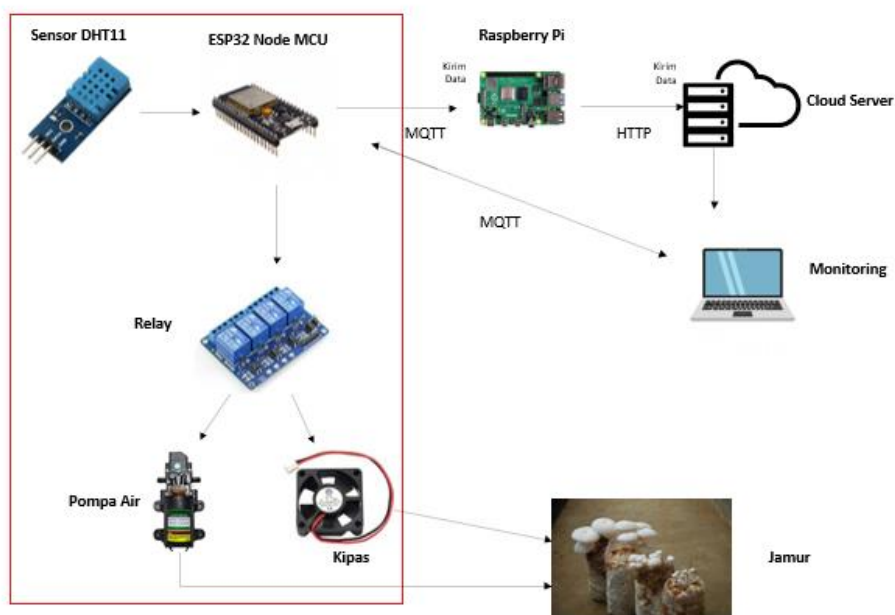 Sensor DHT11
ESP32 Node MCU
Raspberry Pi
Kirim
Data
Kirim
Data
Cloud Server
MQTT
HTTP
MQTT
Monitoring
Relay
Pompa Air
Kipas
Jamur